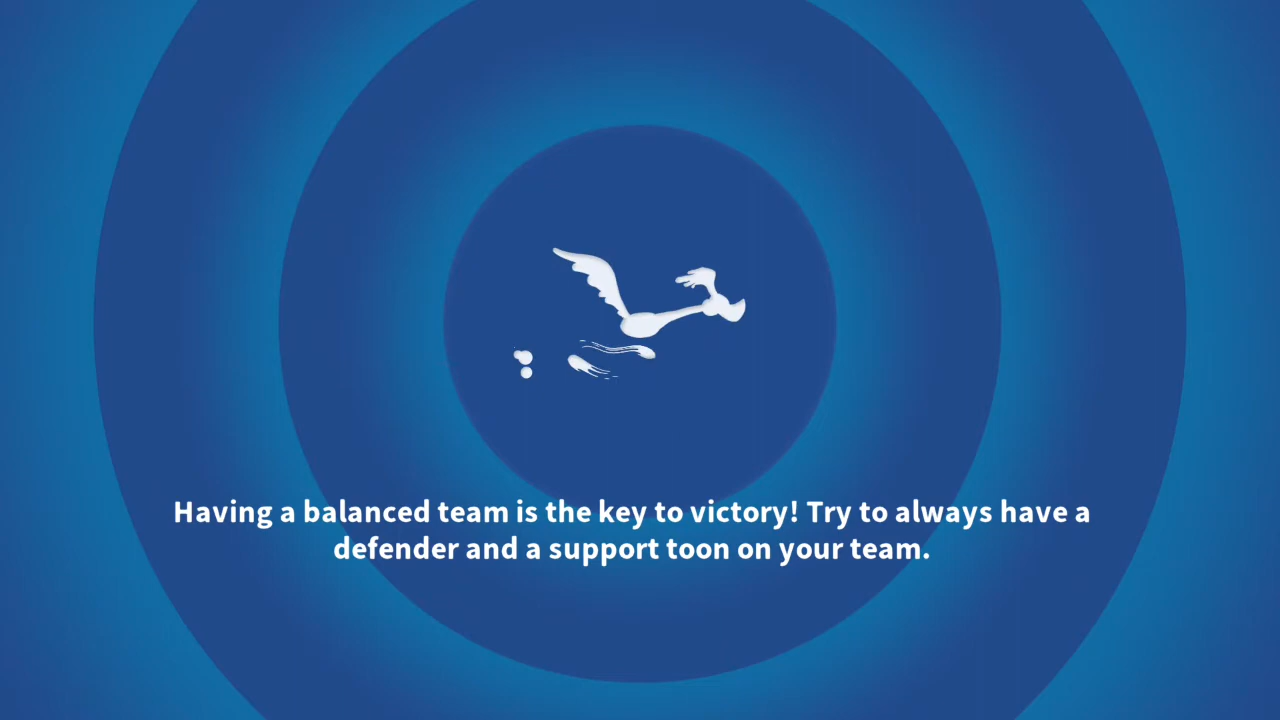 Having a balanced team is the key to victory! Try to always have a
defender and a support toon on your team.